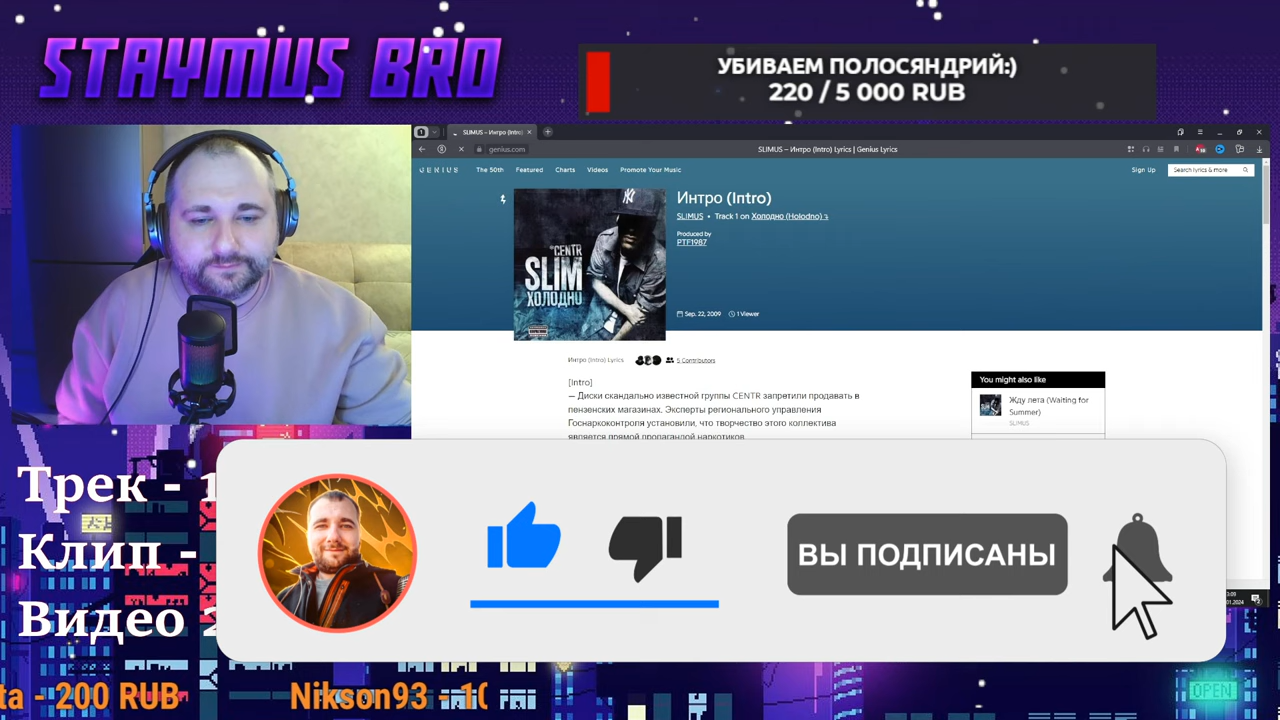 STAYMUS BRO
УБИВАЕМ ПОЛОСЯНДРИЙ:)
220 / 5 000 RUB
SLIMUS – Интро (Intro)
genius.com
SLIMUS – Интро (Intro) Lyrics | Genius Lyrics
GENIUS
The 50th
Featured
Charts
Videos
Promote Your Music
Sign Up
Search lyrics & more
Интро (Intro)
SLIMUS • Track 1 on Холодно (Holodno)
Produced by
PTF1987
CENTR
SLIM
ХОЛОДНО
Sep. 22, 2009
1 Viewer
Интро (Intro) Lyrics
5 Contributors
[Intro]
— Диски скандально известной группы CENTR запретили продавать в
пензенских магазинах. Эксперты регионального управления
Госнаркоконтроля установили, что творчество этого коллектива
является прямой пропагандой наркотиков
You might also like
Жду лета (Waiting for
Summer)
SLIMUS
Трек - 1
Клип -
Видео 2
ВЫ ПОДПИСАНЫ
ta - 200 RUB
Nikson93 - 10
OPEN